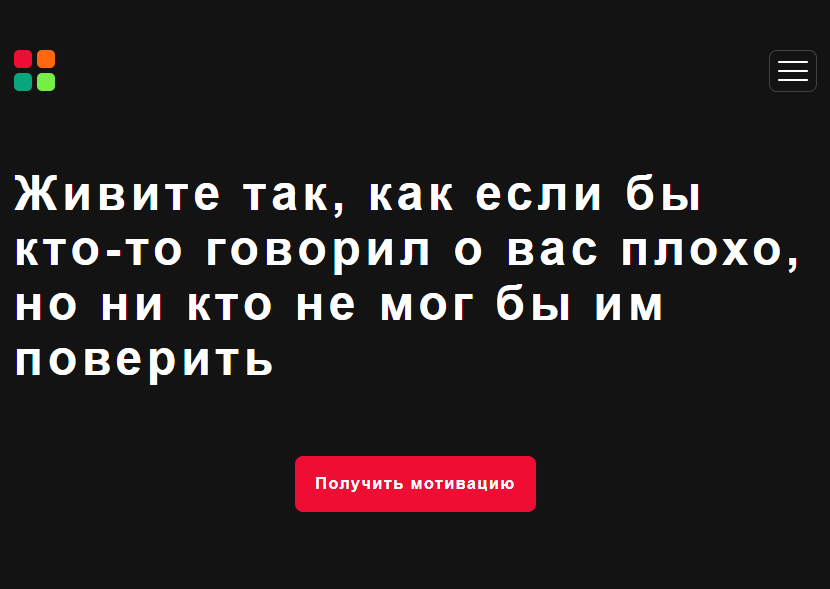 Живите так, как если бы
кто-то говорил о вас плохо,
но ни кто не мог бы им
поверить
Получить мотивацию